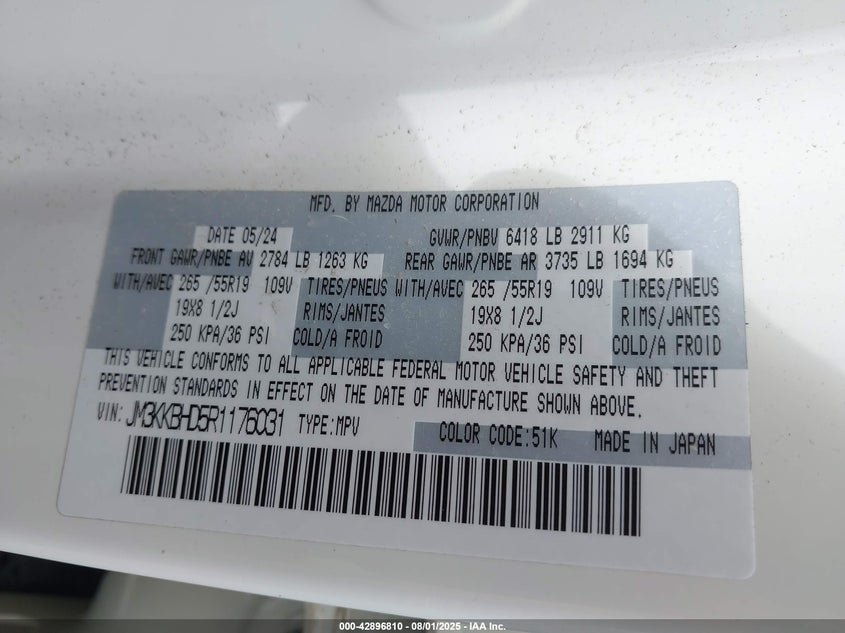 MFD. BY MAZDA MOTOR CORPORATION
DATE 05/24 GVWR/PNBV 6418 LB 2911 KG
FRONT GAWR/PNBE AV 2784 LB 1263 KG REAR GAWR/PNBE AR 3735 LB 1694 KG
WITH/AVEC 265 /55R19 109V TIRES/PNEUS WITH/AVEC 265 /55R19 109V TIRES/PNEUS
19X8 1/2J RIMS/JANTES 19X8 1/2J RIMS/JANTES
250 KPA/36 PSI COLD/A FROID 250 KPA/36 PSI COLD/A FROID
THIS VEHICLE CONFORMS TO ALL APPLICABLE FEDERAL MOTOR VEHICLE SAFETY AND THEFT
PREVENTION STANDARDS IN EFFECT ON THE DATE OF MANUFACTURE SHOWN ABOVE.
VIN: JM3KKBHD5R1176031 TYPE:MPV COLOR CODE:51K MADE IN JAPAN
000-42896810 - 08/01/2025 - IAA Inc.